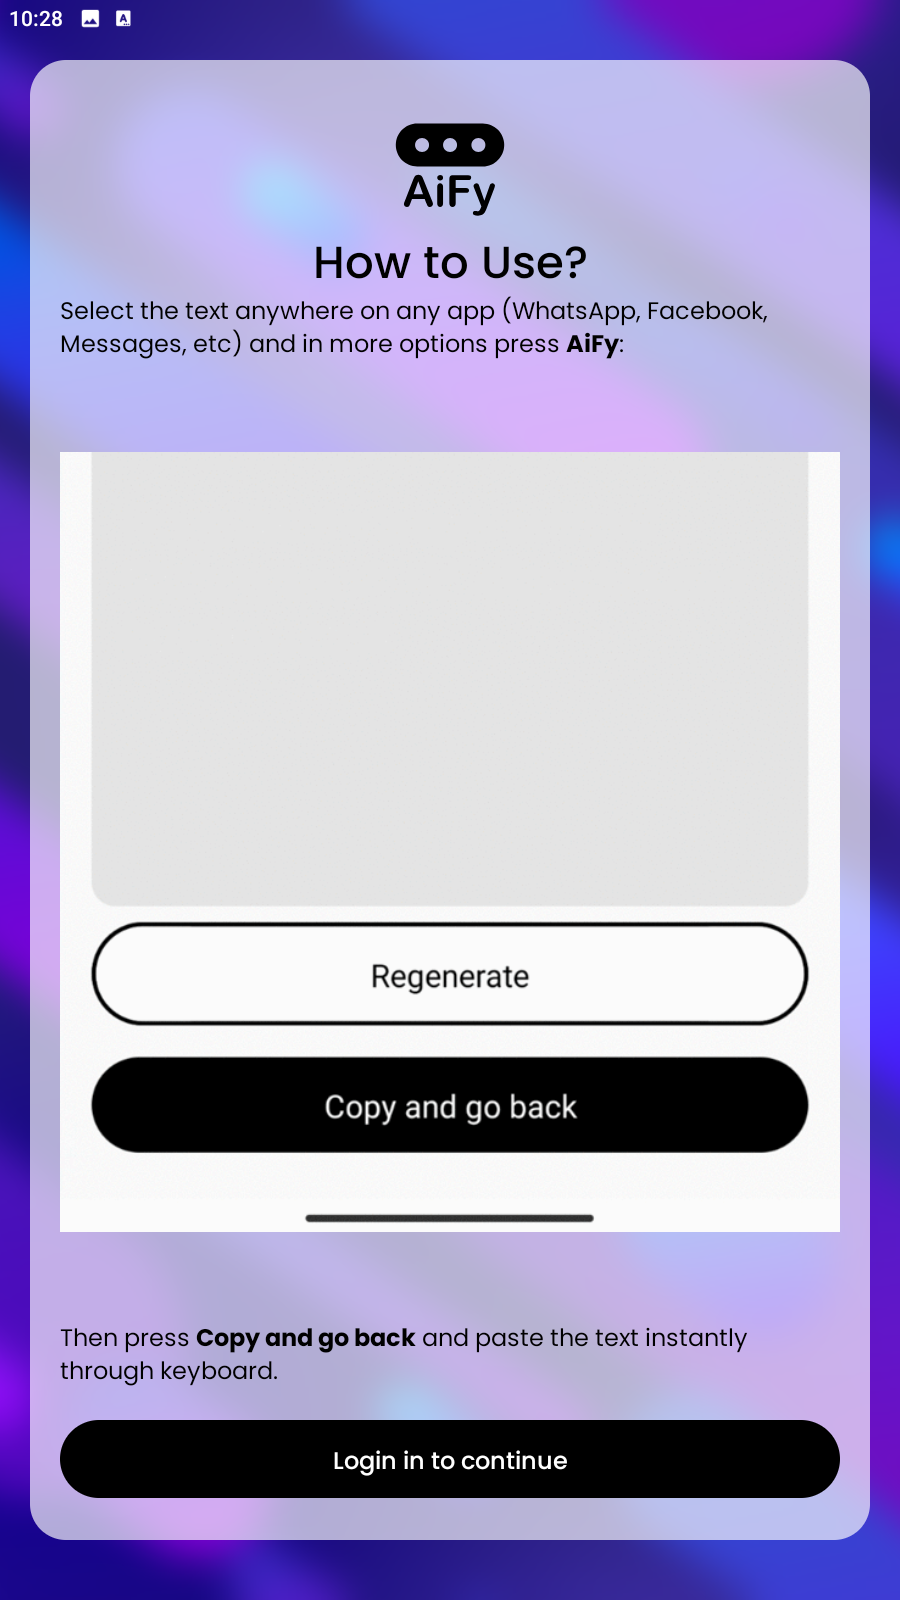 10:28
AiFy
How to Use?
Select the text anywhere on any app (WhatsApp, Facebook,
Messages, etc) and in more options press AiFy:
Regenerate
Copy and go back
Then press Copy and go back and paste the text instantly
through keyboard.
Login in to continue